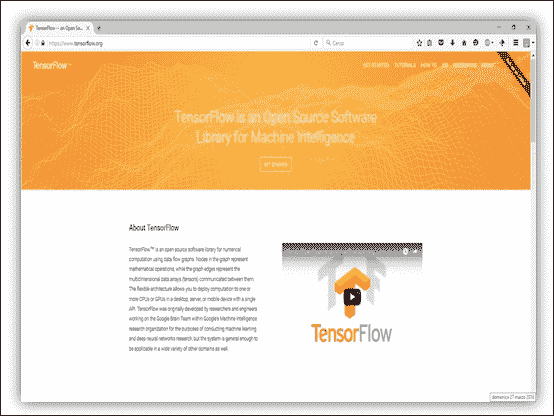 TensorFlow — an Open Sou...
https://www.tensorflow.org
Cerca
TensorFlow™
GET STARTED TUTORIALS HOW TO API RESOURCES ABOUT
TensorFlow is an Open Source Software
Library for Machine Intelligence
GET STARTED
About TensorFlow
TensorFlow™ is an open source software library for numerical
computation using data flow graphs. Nodes in the graph represent
mathematical operations, while the graph edges represent the
multidimensional data arrays (tensors) communicated between them.
The flexible architecture allows you to deploy computation to one or
more CPUs or GPUs in a desktop, server, or mobile device with a single
API. TensorFlow was originally developed by researchers and engineers
working on the Google Brain Team within Google's Machine Intelligence
research organization for the purposes of conducting machine learning
and deep neural networks research, but the system is general enough to
be applicable in a wide variety of other domains as well.
TensorFlow
domenica 27 marzo 2016